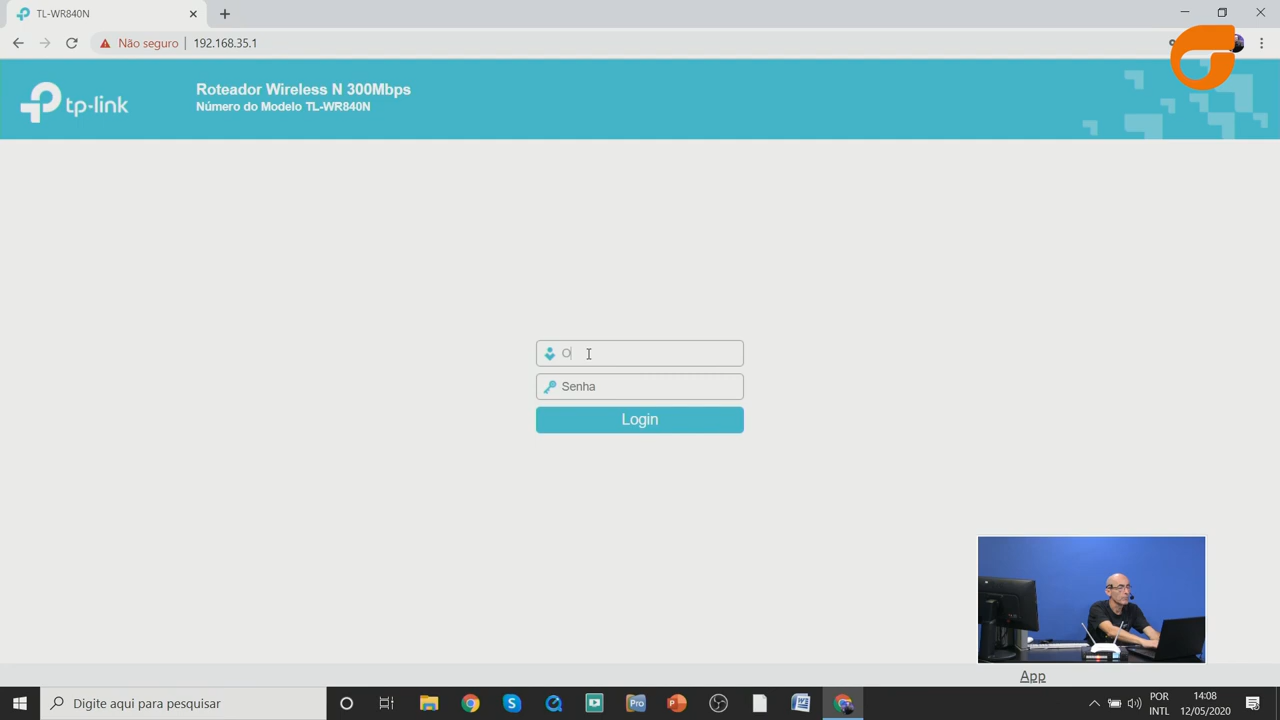 TL-WR840N
Não seguro | 192.168.35.1
tp-link
Roteador Wireless N 300Mbps
Número do Modelo TL-WR840N
O
Senha
Login
App
Digite aqui para pesquisar
Pro
POR
INTL
14:08
12/05/2020